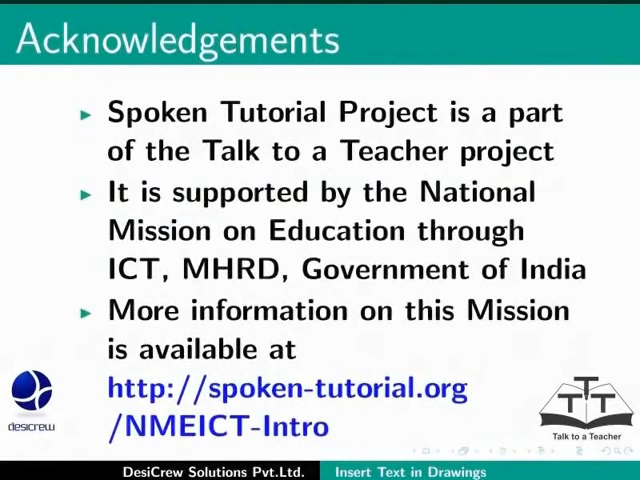 Acknowledgements
Spoken Tutorial Project is a part
of the Talk to a Teacher project
It is supported by the National
Mission on Education through
ICT, MHRD, Government of India
More information on this Mission
is available at
http://spoken-tutorial.org
/NMEICT-Intro
desicrew
TTT
Talk to a Teacher
DesiCrew Solutions Pvt.Ltd.
Insert Text in Drawings